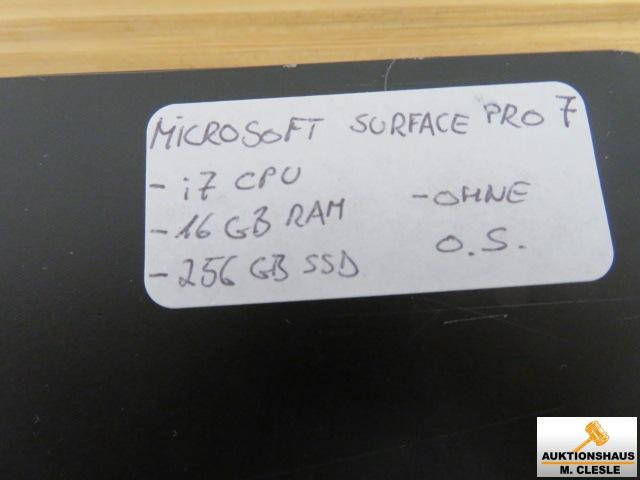 MICROSOFT SURFACE PRO 7
- i7 CPU
- 16 GB RAM
- 256 GB SSD
- OHNE
O.S.
AUKTIONSHAUS
M. CLESLE